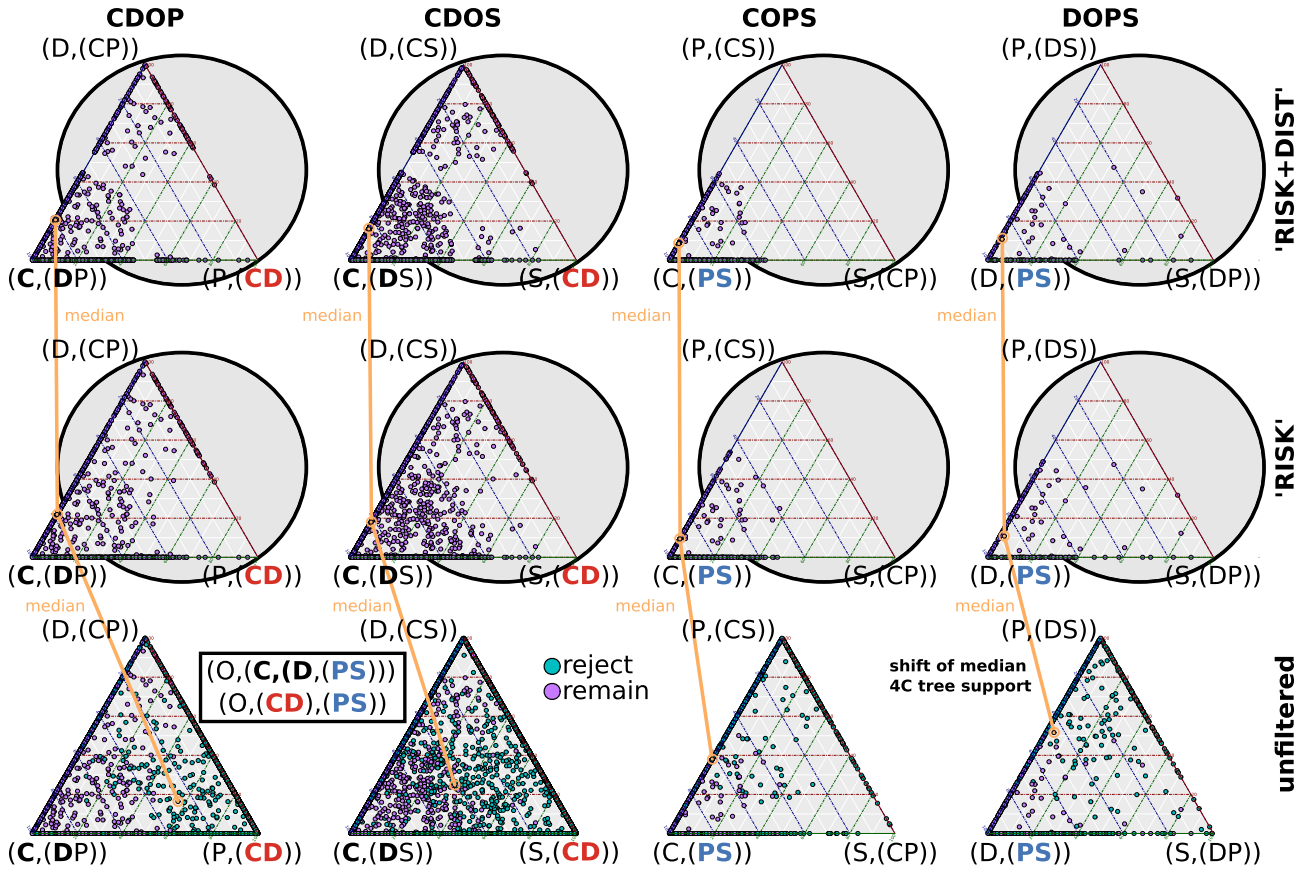 CDOP CDOS COPS DOPS
(D,(CP)) (D,(CS)) (P,(CS)) (P,(DS))
'RISK+DIST'
(C,(DP)) (P,(CD)) (C,(DS)) (S,(CD)) (C,(PS)) (S,(CP)) (D,(PS)) (S,(DP))
median median median median
(D,(CP)) (D,(CS)) (P,(CS)) (P,(DS))
'RISK'
(C,(DP)) (P,(CD)) (C,(DS)) (S,(CD)) (C,(PS)) (S,(CP)) (D,(PS)) (S,(DP))
median median median median
(D,(CP)) (D,(CS)) (P,(CS)) (P,(DS))
(O,(C,(D,(PS)))
(O,(CD),(PS))
reject
remain
shift of median
4C tree support
unfiltered
(C,(DP)) (P,(CD)) (C,(DS)) (S,(CD)) (C,(PS)) (S,(CP)) (D,(PS)) (S,(DP))